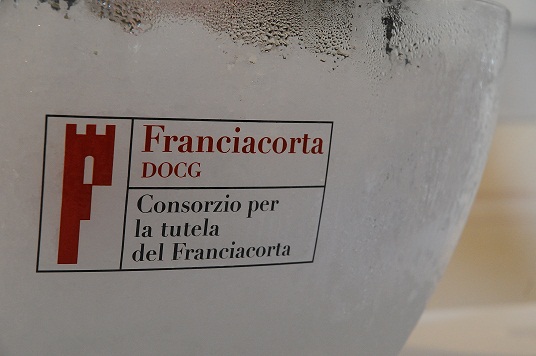 Franciacorta
DOCG
Consorzio per
la tutela
del Franciacorta